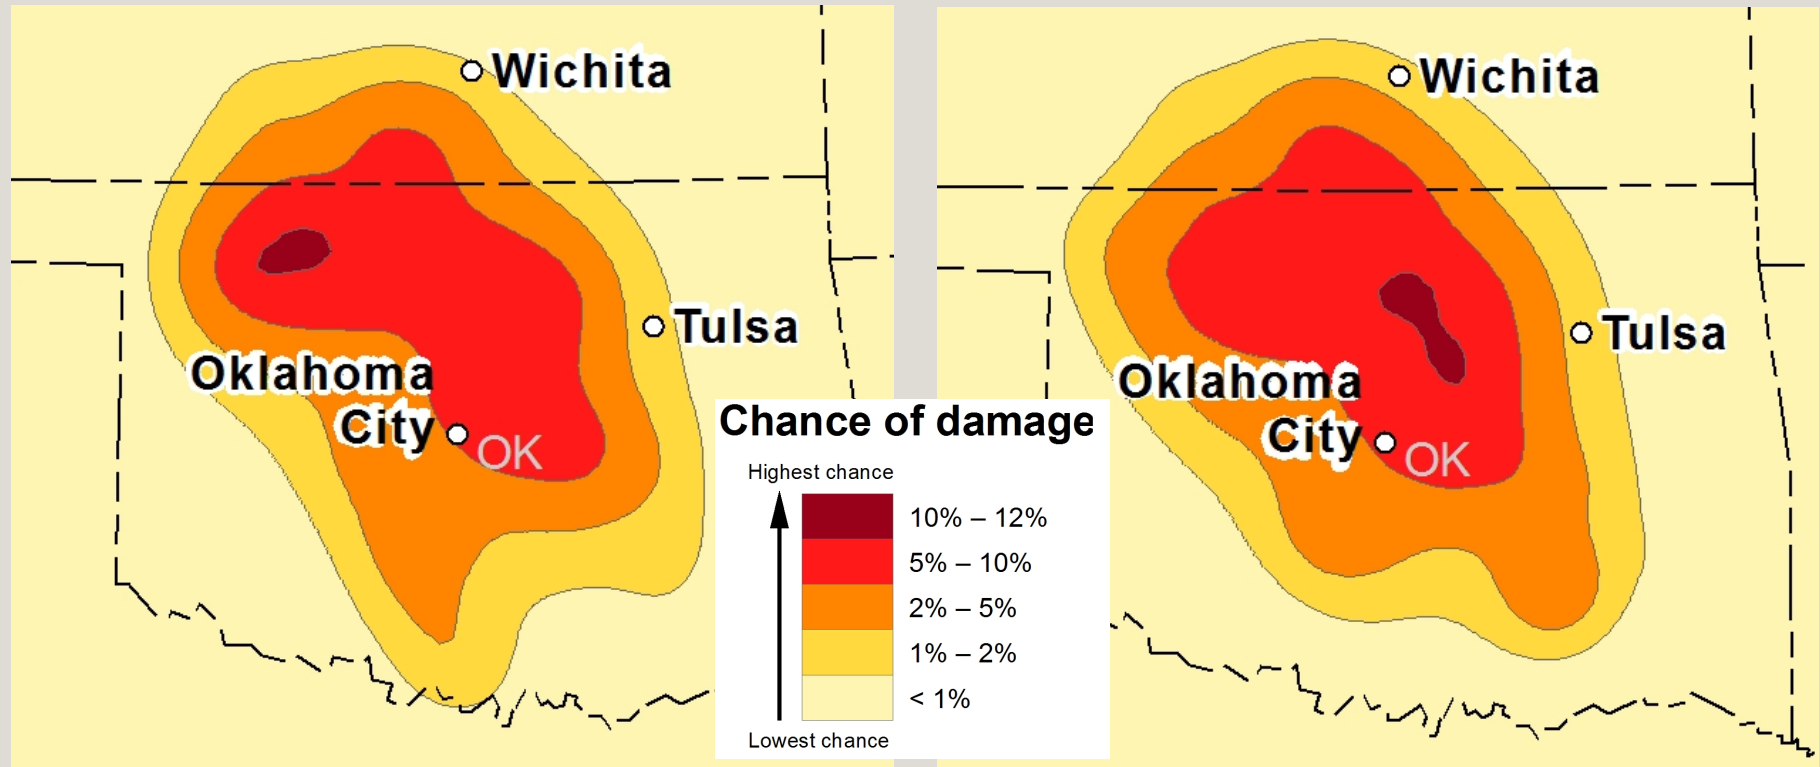 Wichita
Tulsa
Oklahoma
City
OK
Wichita
Tulsa
Oklahoma
City
OK
Chance of damage
Highest chance
10% – 12%
5% – 10%
2% – 5%
1% – 2%
< 1%
Lowest chance